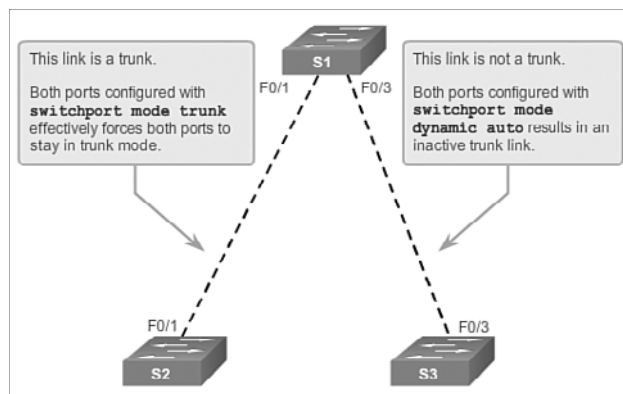 This link is a trunk.
Both ports configured with
switchport mode trunk
effectively forces both ports to
stay in trunk mode.
This link is not a trunk.
Both ports configured with
switchport mode
dynamic auto results in an
inactive trunk link.
S1
F0/1
F0/3
F0/1
S2
F0/3
S3